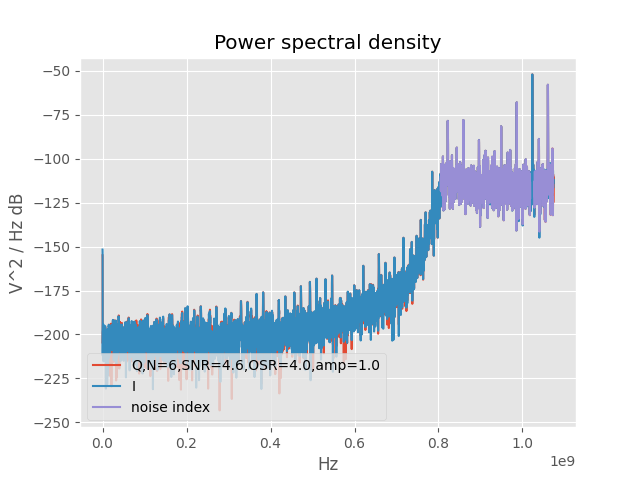 Power spectral density
V^2 / Hz dB
−50
−75
−100
−125
−150
−175
−200
−225
−250
Q,N=6,SNR=4.6,OSR=4.0,amp=1.0
I
noise index
0.0 0.2 0.4 0.6 0.8 1.0
1e9
Hz